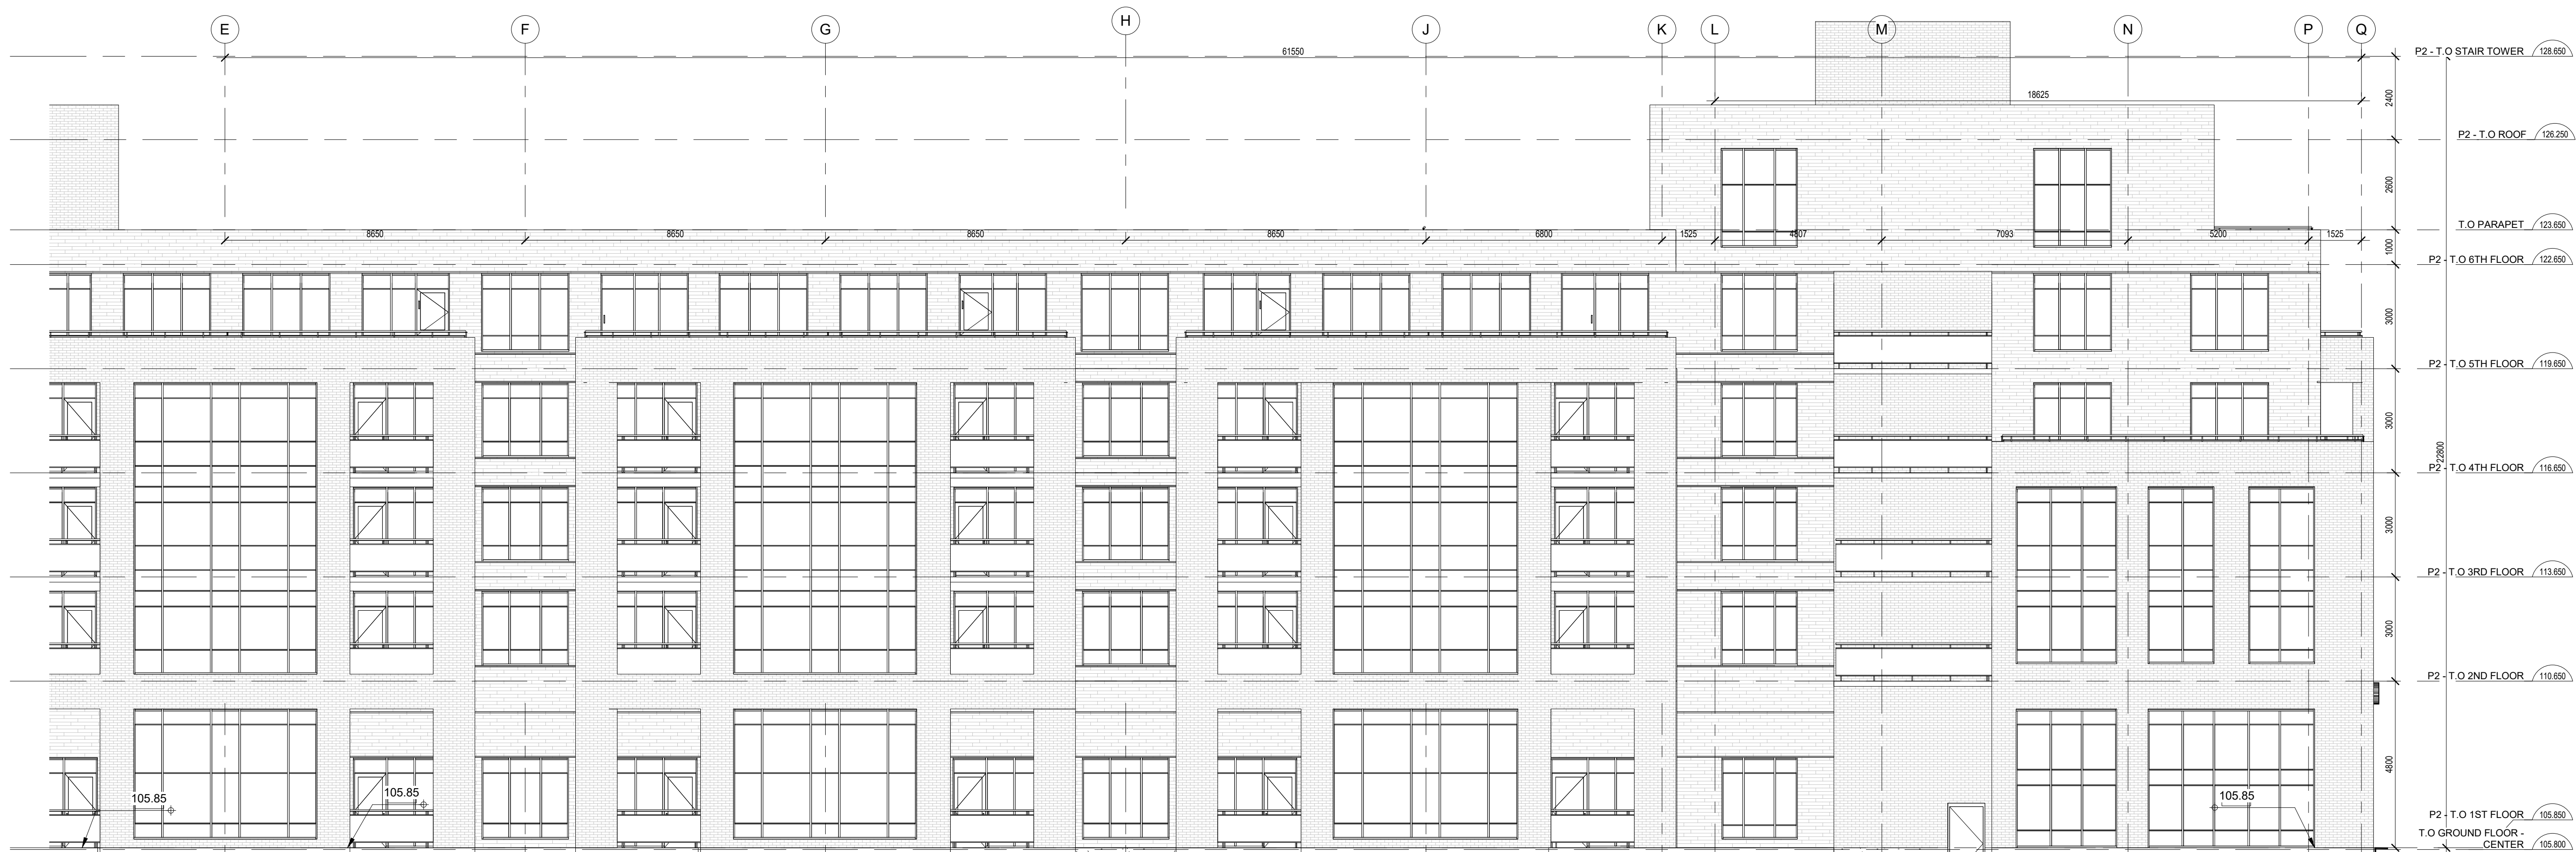 E
F
G
H
J
K
L
M
N
P
Q
61550
P2 - T.O STAIR TOWER 128.650
18625
2400
P2 - T.O ROOF 126.250
2600
T.O PARAPET 123.650
8650
8650
8650
8650
6800
1525
4807
7093
5200
1525
1000
P2 - T.O 6TH FLOOR 122.650
3000
P2 - T.O 5TH FLOOR 119.650
3000
22800
P2 - T.O 4TH FLOOR 116.650
3000
P2 - T.O 3RD FLOOR 113.650
3000
P2 - T.O 2ND FLOOR 110.650
4800
105.85
105.85
105.85
P2 - T.O 1ST FLOOR 105.850
T.O GROUND FLOOR -
CENTER 105.800